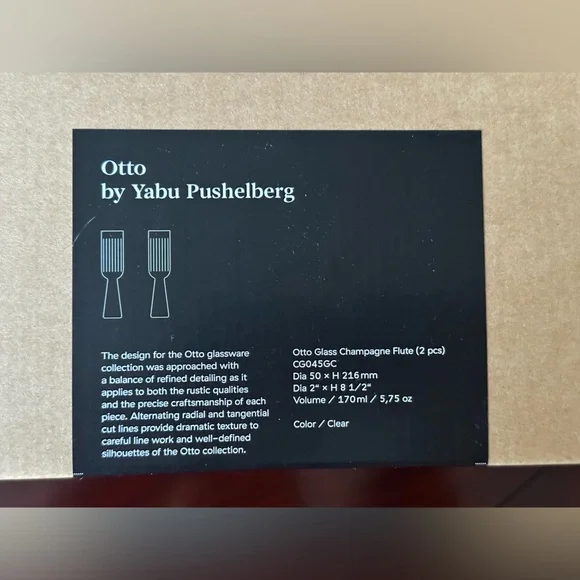 Otto
by Yabu Pushelberg
The design for the Otto glassware
collection was approached with
a balance of refined detailing as it
applies to both the rustic qualities
and the precise craftsmanship of each
piece. Alternating radial and tangential
cut lines provide dramatic texture to
careful line work and well–defined
silhouettes of the Otto collection.
Otto Glass Champagne Flute (2 pcs)
CG045GC
Dia 50 × H 216 mm
Dia 2“ × H 8 1/2“
Volume / 170 ml / 5,75 oz
Color / Clear